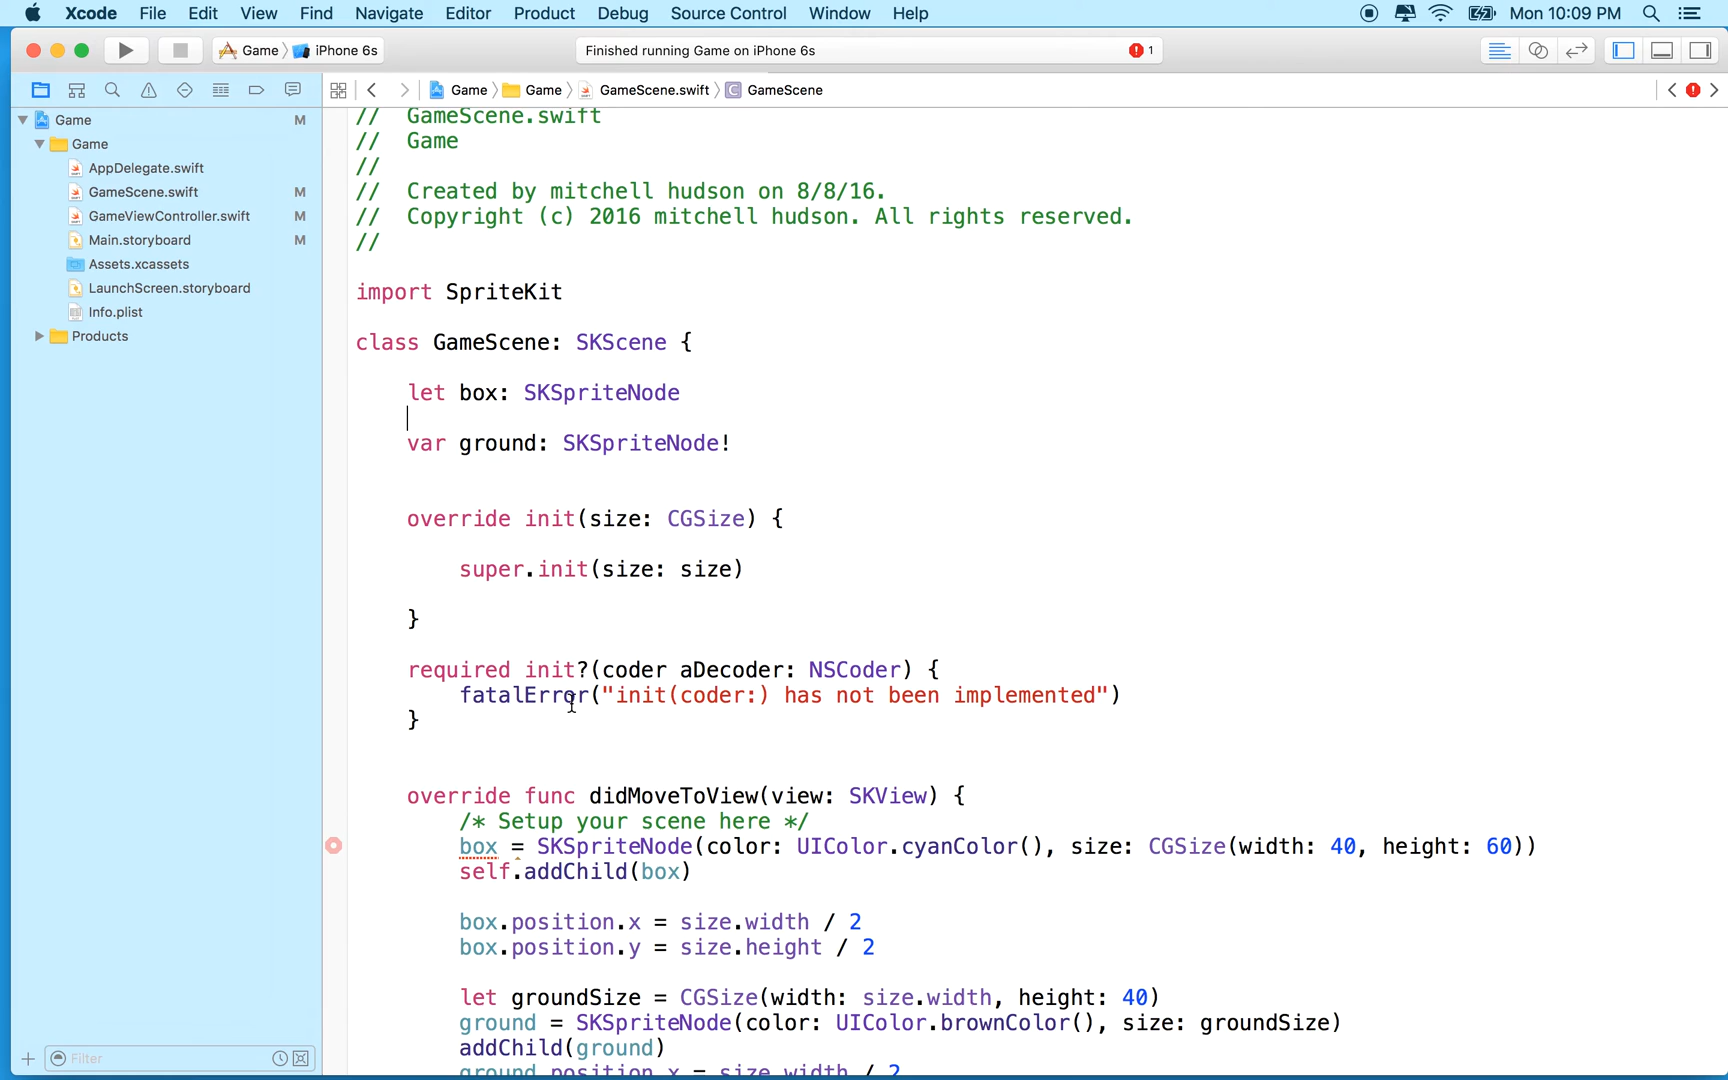 Xcode File Edit View Find Navigate Editor Product Debug Source Control Window Help Mon 10:09 PM
Game iPhone 6s Finished running Game on iPhone 6s 1
Game Game GameScene.swift GameScene
Game M
Game
AppDelegate.swift
GameScene.swift M
GameViewController.swift M
Main.storyboard M
Assets.xcassets
LaunchScreen.storyboard
Info.plist
Products
Filter
// GameScene.swift
// Game
//
// Created by mitchell hudson on 8/8/16.
// Copyright (c) 2016 mitchell hudson. All rights reserved.
//
import SpriteKit
class GameScene: SKScene {
let box: SKSpriteNode
var ground: SKSpriteNode!
override init(size: CGSize) {
super.init(size: size)
}
required init?(coder aDecoder: NSCoder) {
fatalError("init(coder:) has not been implemented")
}
override func didMoveToView(view: SKView) {
/* Setup your scene here */
box = SKSpriteNode(color: UIColor.cyanColor(), size: CGSize(width: 40, height: 60))
self.addChild(box)
box.position.x = size.width / 2
box.position.y = size.height / 2
let groundSize = CGSize(width: size.width, height: 40)
ground = SKSpriteNode(color: UIColor.brownColor(), size: groundSize)
addChild(ground)
ground.position.x = size.width / 2